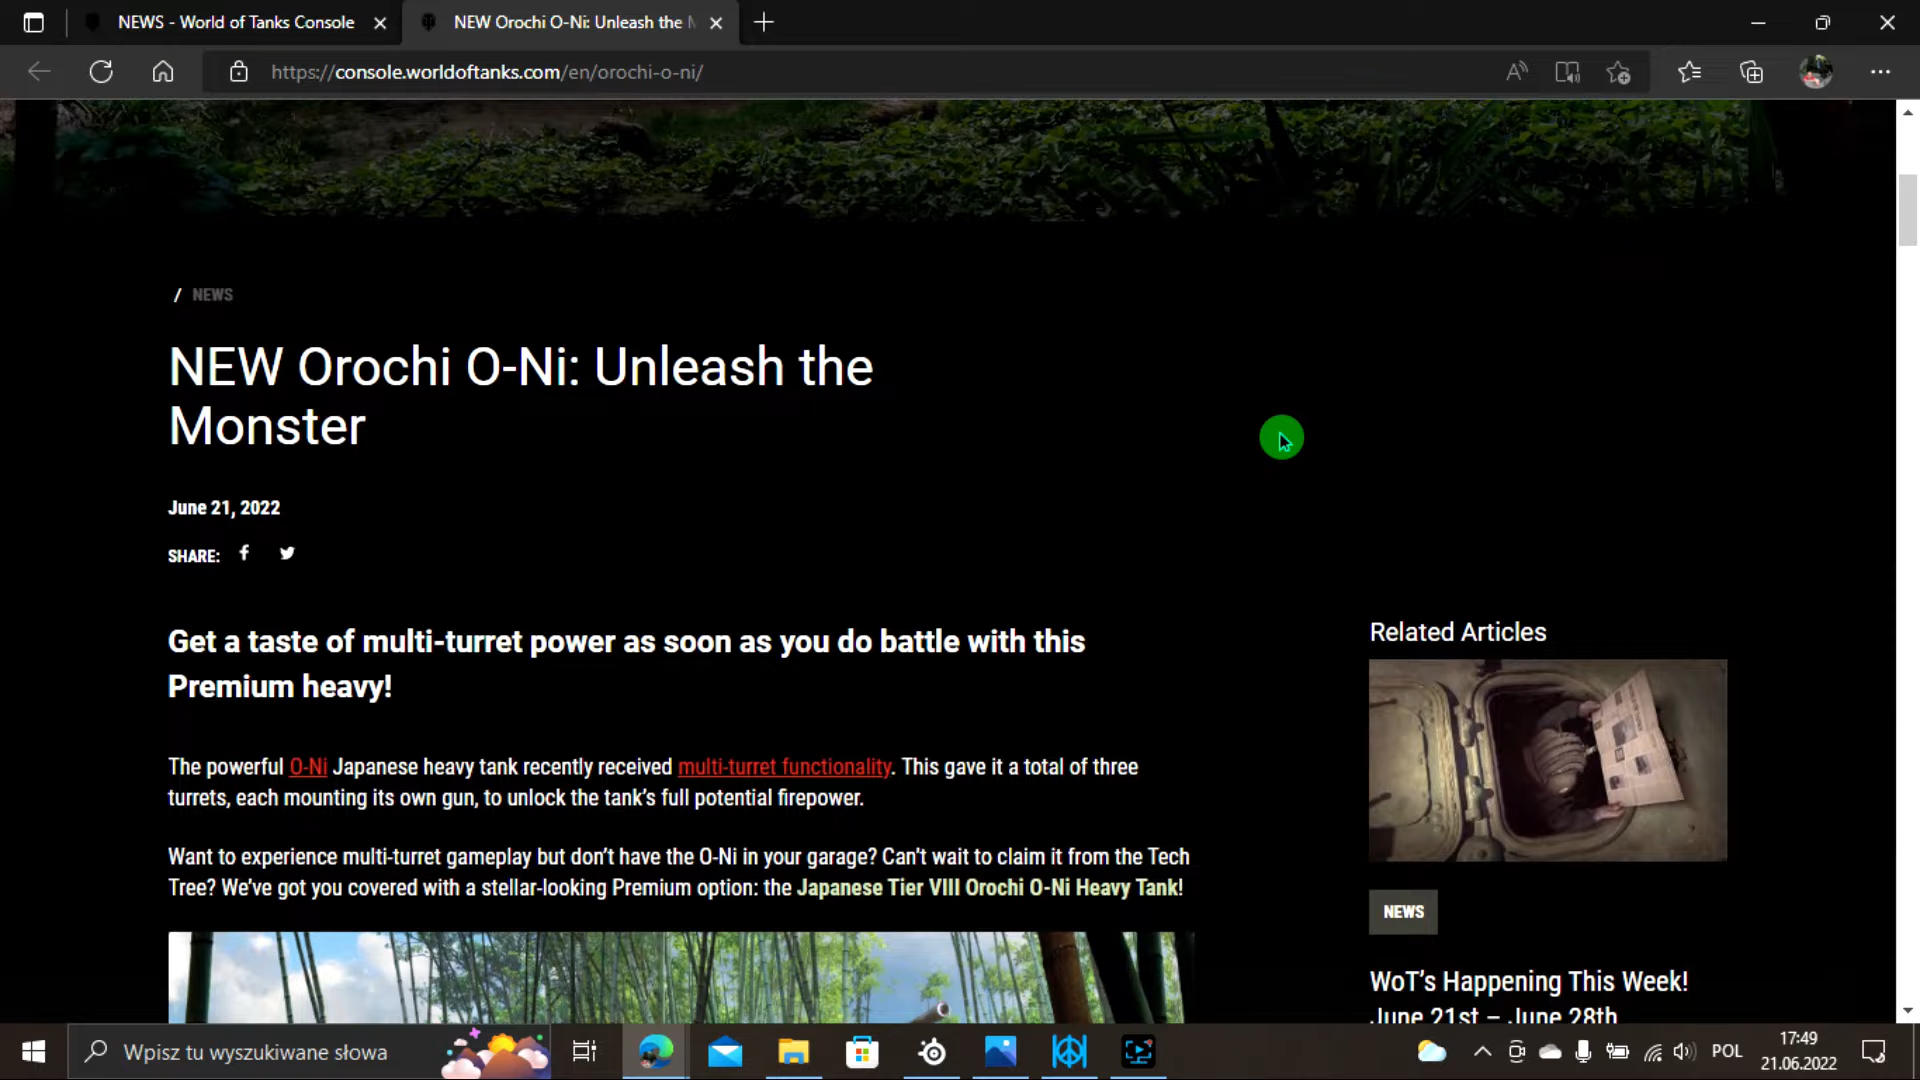 NEWS - World of Tanks Console
NEW Orochi O-Ni: Unleash the
https://console.worldoftanks.com/en/orochi-o-ni/
/ NEWS
NEW Orochi O-Ni: Unleash the
Monster
June 21, 2022
SHARE:
Get a taste of multi-turret power as soon as you do battle with this
Premium heavy!
The powerful O-Ni Japanese heavy tank recently received multi-turret functionality. This gave it a total of three
turrets, each mounting its own gun, to unlock the tank's full potential firepower.
Want to experience multi-turret gameplay but don't have the O-Ni in your garage? Can't wait to claim it from the Tech
Tree? We've got you covered with a stellar-looking Premium option: the Japanese Tier VIII Orochi O-Ni Heavy Tank!
Related Articles
NEWS
WoT's Happening This Week!
June 21st – June 28th
Wpisz tu wyszukiwane słowa
POL
17:49
21.06.2022